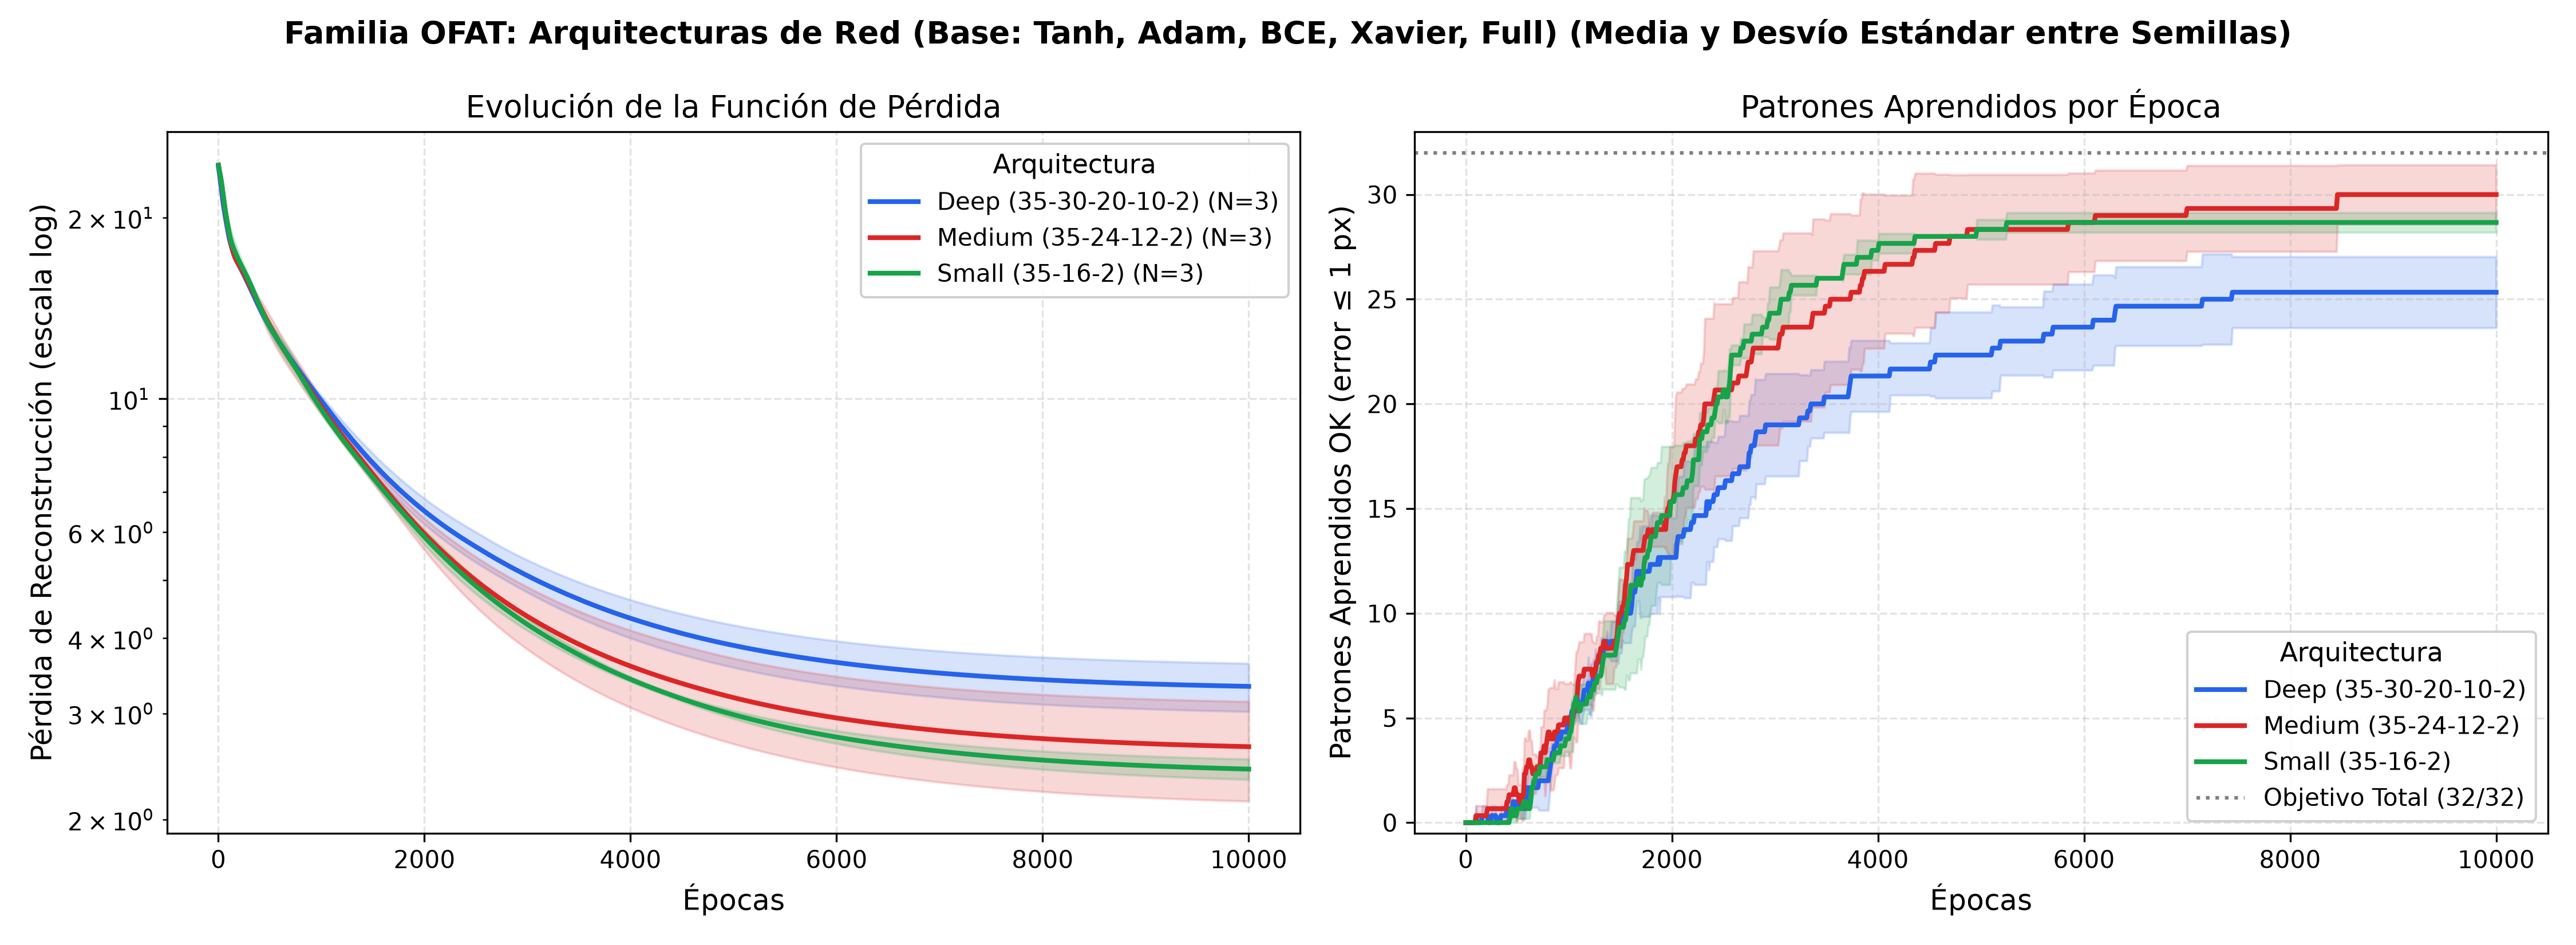 Familia OFAT: Arquitecturas de Red (Base: Tanh, Adam, BCE, Xavier, Full) (Media y Desvío Estándar entre Semillas)
Evolución de la Función de Pérdida
Pérdida de Reconstrucción (escala log)
2 × 10¹
10¹
6 × 10⁰
4 × 10⁰
3 × 10⁰
2 × 10⁰
0
2000
4000
6000
8000
10000
Épocas
Arquitectura
Deep (35-30-20-10-2) (N=3)
Medium (35-24-12-2) (N=3)
Small (35-16-2) (N=3)
Patrones Aprendidos por Época
Patrones Aprendidos OK (error ≤ 1 px)
30
25
20
15
10
5
0
0
2000
4000
6000
8000
10000
Épocas
Arquitectura
Deep (35-30-20-10-2)
Medium (35-24-12-2)
Small (35-16-2)
Objetivo Total (32/32)